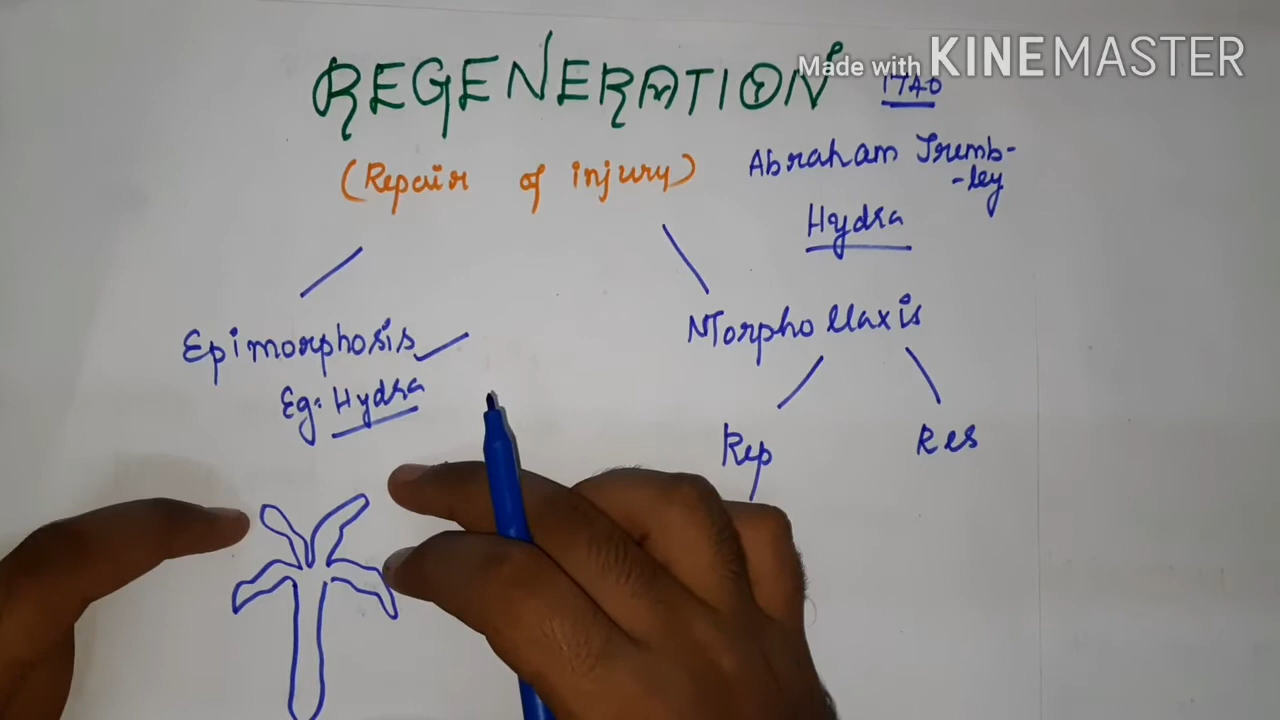 REGENERATION
Made with KINEMASTER
1740
(Repair of injury)
Abraham Tremb-
-ley
Hydra
Epimorphosis
Morphollaxis
Eg: Hydra
Rep
Res